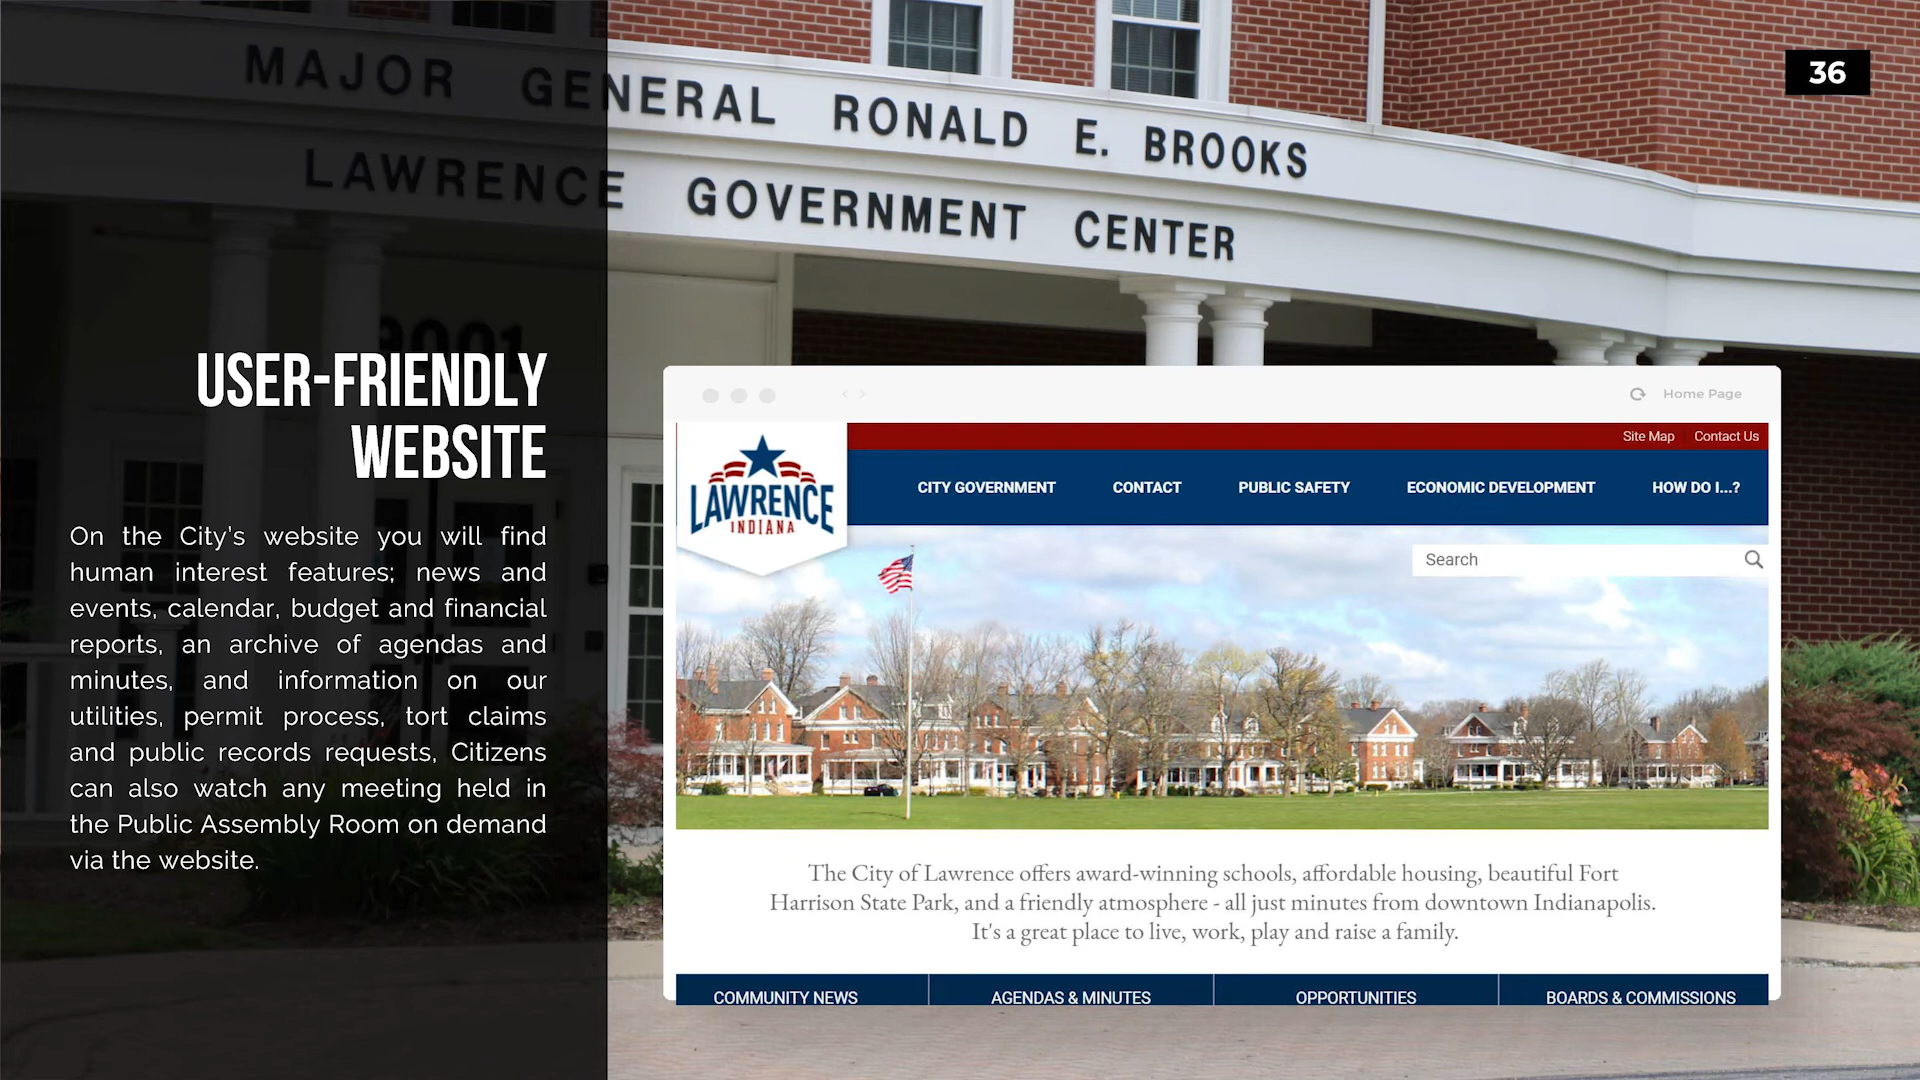 MAJOR GENERAL RONALD E. BROOKS
LAWRENCE GOVERNMENT CENTER
36
9001
USER-FRIENDLY
WEBSITE
On the City's website you will find
human interest features; news and
events, calendar, budget and financial
reports, an archive of agendas and
minutes, and information on our
utilities, permit process, tort claims
and public records requests, Citizens
can also watch any meeting held in
the Public Assembly Room on demand
via the website.
Home Page
Site Map Contact Us
LAWRENCE
INDIANA
CITY GOVERNMENT CONTACT PUBLIC SAFETY ECONOMIC DEVELOPMENT HOW DO I...?
Search
The City of Lawrence offers award-winning schools, affordable housing, beautiful Fort
Harrison State Park, and a friendly atmosphere - all just minutes from downtown Indianapolis.
It's a great place to live, work, play and raise a family.
COMMUNITY NEWS AGENDAS & MINUTES OPPORTUNITIES BOARDS & COMMISSIONS